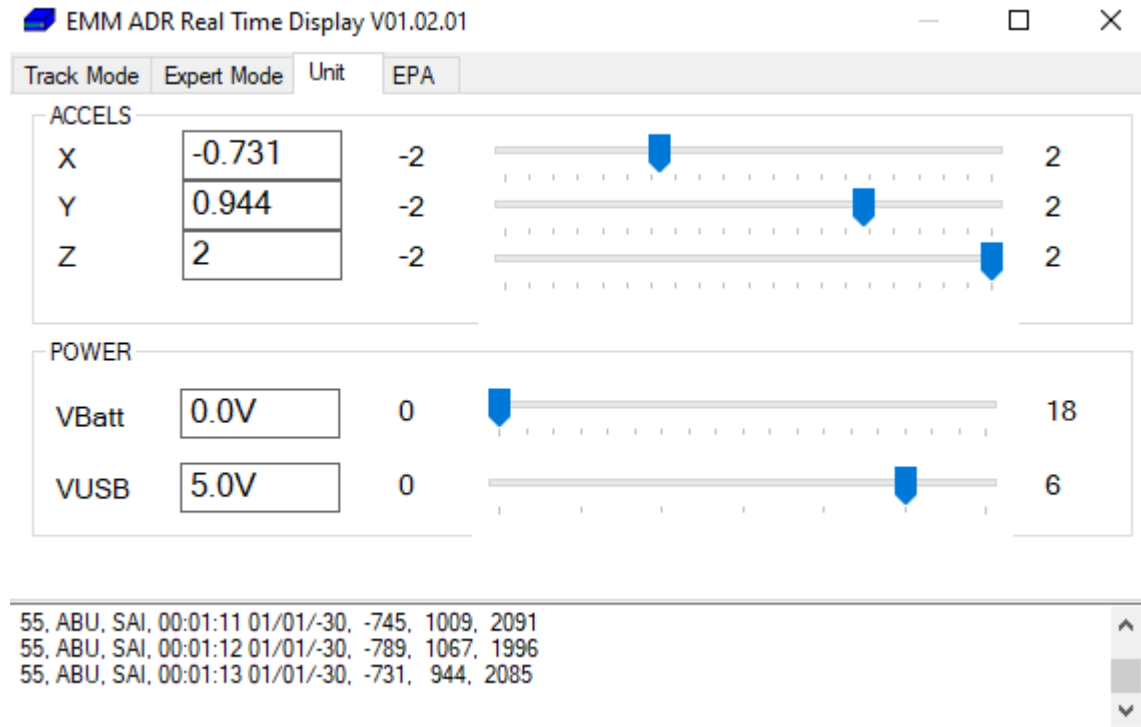 EMM ADR Real Time Display V01.02.01
Track Mode Expert Mode Unit EPA
ACCELS
X -0.731 -2 2
Y 0.944 -2 2
Z 2 -2 2
POWER
VBatt 0.0V 0 18
VUSB 5.0V 0 6
55, ABU, SAI, 00:01:11 01/01/-30, -745, 1009, 2091
55, ABU, SAI, 00:01:12 01/01/-30, -789, 1067, 1996
55, ABU, SAI, 00:01:13 01/01/-30, -731, 944, 2085